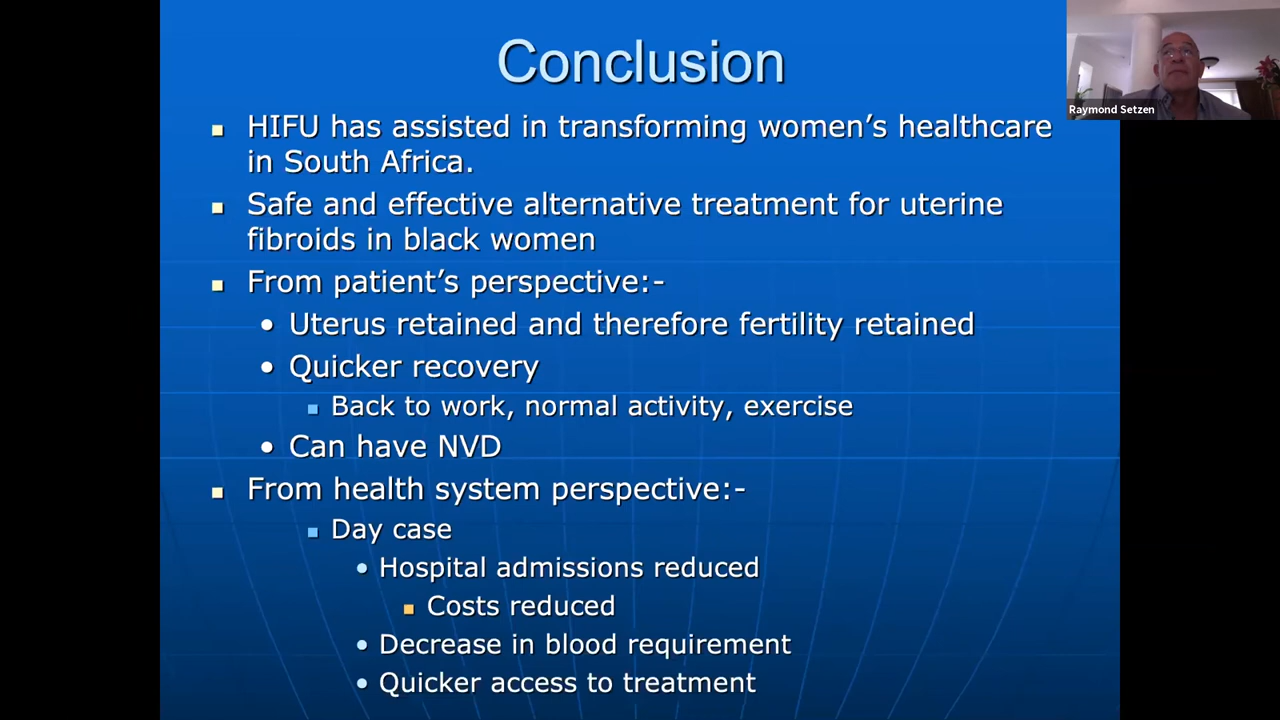 Conclusion
HIFU has assisted in transforming women’s healthcare
in South Africa.
Safe and effective alternative treatment for uterine
fibroids in black women
From patient’s perspective:-
Uterus retained and therefore fertility retained
Quicker recovery
Back to work, normal activity, exercise
Can have NVD
From health system perspective:-
Day case
Hospital admissions reduced
Costs reduced
Decrease in blood requirement
Quicker access to treatment
Raymond Setzen